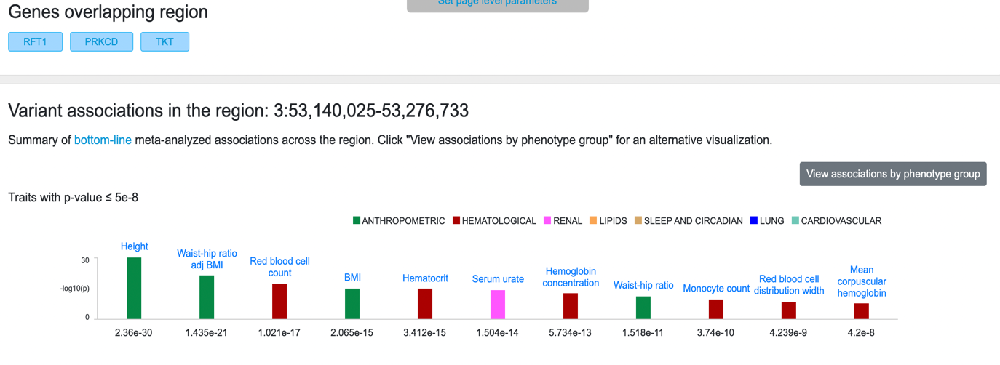 Set page level parameters
Genes overlapping region
RFT1 PRKCD TKT
Variant associations in the region: 3:53,140,025-53,276,733
Summary of bottom-line meta-analyzed associations across the region. Click "View associations by phenotype group" for an alternative visualization.
View associations by phenotype group
Traits with p-value ≤ 5e-8
ANTHROPOMETRIC HEMATOLOGICAL RENAL LIPIDS SLEEP AND CIRCADIAN LUNG CARDIOVASCULAR
30
-log10(p)
0
Height
Waist-hip ratio
adj BMI
Red blood cell
count
BMI
Hematocrit
Serum urate
Hemoglobin
concentration
Waist-hip ratio
Monocyte count
Red blood cell
distribution width
Mean
corpuscular
hemoglobin
2.36e-30 1.435e-21 1.021e-17 2.065e-15 3.412e-15 1.504e-14 5.734e-13 1.518e-11 3.74e-10 4.239e-9 4.2e-8